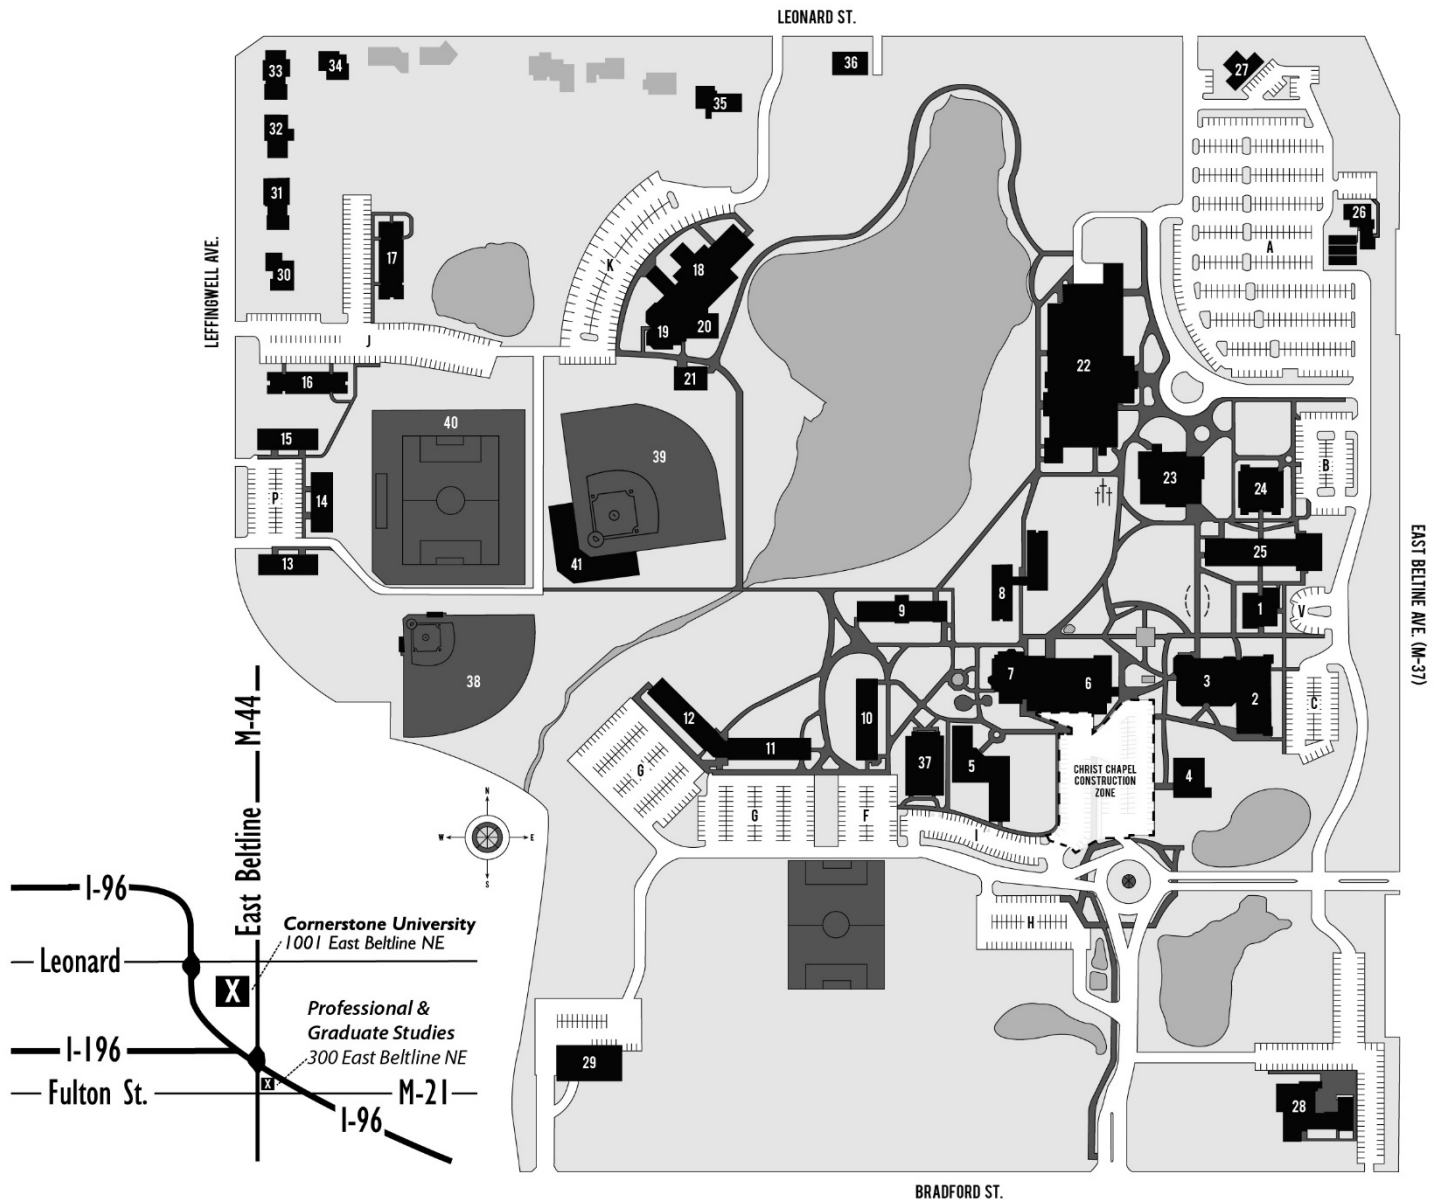 LEONARD ST.
36
27
33
34
35
32
31
26
30
17
K
18
A
LEFFINGWELL AVE.
19
20
J
21
22
16
40
15
39
B
23
24
P
14
41
13
25
EAST BELTINE AVE. (M-37)
8
9
1
V
38
7
6
3
2
C
12
10
11
37
5
4
G
CHRIST CHAPEL
CONSTRUCTION
ZONE
G
F
I
N
W
E
S
H
29
28
BRADFORD ST.
M-44
East Beltline
I-96
Cornerstone University
1001 East Beltline NE
Leonard
X
Professional &
Graduate Studies
300 East Beltline NE
I-196
X
Fulton St.
M-21
I-96